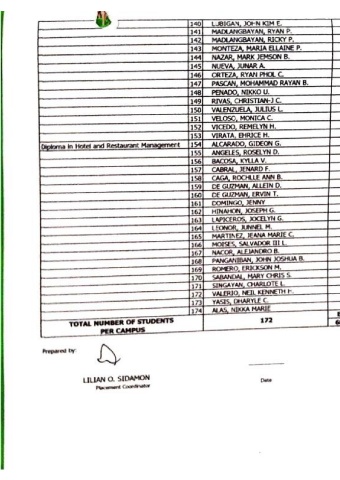 140 LUBIGAN, JOHN KIM E.
141 MADLANGBAYAN, RYAN P.
142 MADLANGBAYAN, RICKY P.
143 MONTEZA, MARIA ELLAINE P.
144 NAZAR, MARK JEMSON B.
145 NUEVA, JUNAR A.
146 ORTEZA, RYAN PHOL C.
147 PASCAN, MOHAMMAD RAYAN B.
148 PENADO, NIKKO U.
149 RIVAS, CHRISTIAN-J C.
150 VALENZUELA, JULIUS L.
151 VELOSO, MONICA C.
152 VICEDO, REMELYN H.
153 VIRATA, EHRICE H.
Diploma in Hotel and Restaurant Management 154 ALCARADO, GIDEON G.
155 ANGELES, ROSELYN D.
156 BACOSA, KYLLA V.
157 CABRAL, JENARD F.
158 CAGA, ROCHLLE ANN B.
159 DE GUZMAN, ALLEIN D.
160 DE GUZMAN, ERVIN T.
161 DOMINGO, JENNY
162 HINAHON, JOSEPH G.
163 LAPICEROS, JOCELYN G.
164 LEONOR, JUNNEL M.
165 MARTINEZ, JEANA MARIE C.
166 MOISES, SALVADOR III L.
167 NACOR, ALEJANDRO B.
168 PANGANIBAN, JOHN JOSHUA B.
169 ROMERO, ERICKSON M.
170 SABANDAL, MARY CHRIS S.
171 SINGAYAN, CHARLOTE L.
172 VALERIO, NEIL KENNETH H.
173 YASIS, DHARYLE C.
174 ALAS, NIKKA MARIE
TOTAL NUMBER OF STUDENTS PER CAMPUS 172
Prepared by:
LILIAN O. SIDAMON
Placement Coordinator
Date